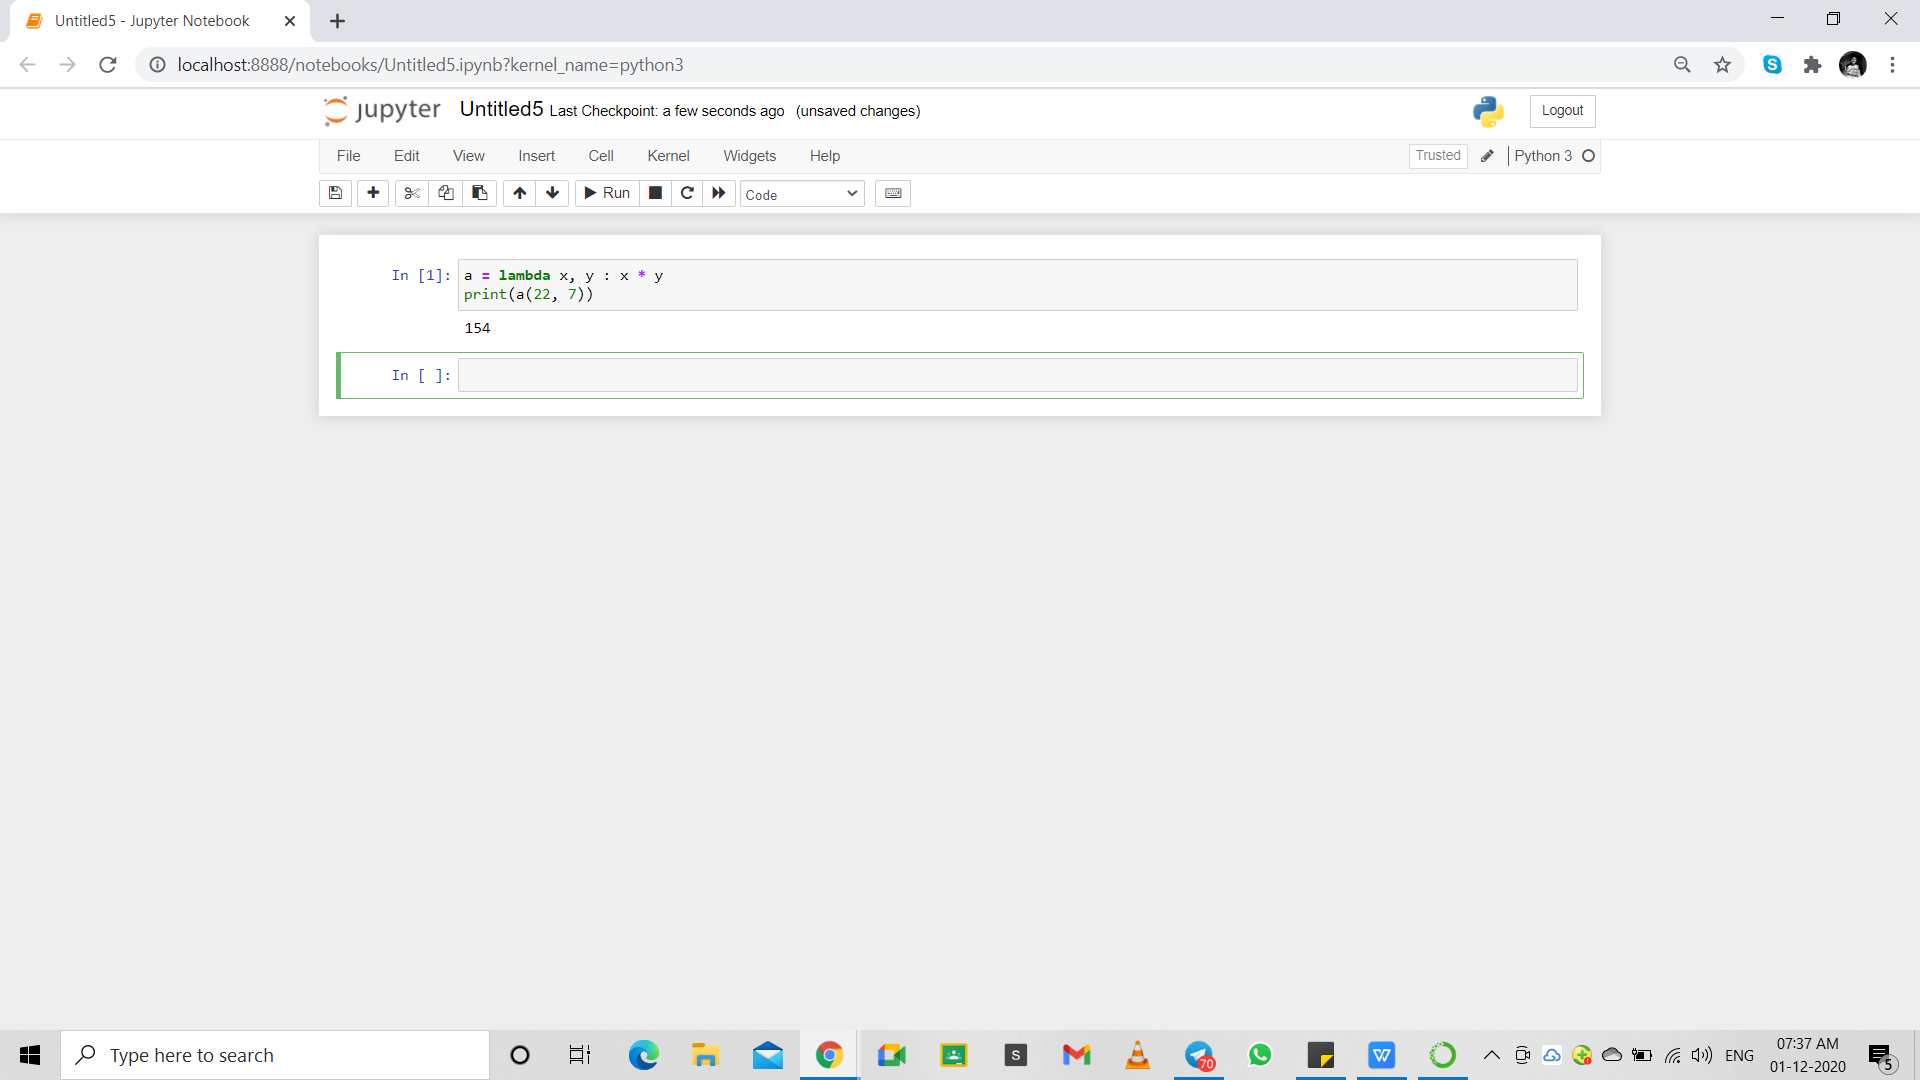 Untitled5 - Jupyter Notebook
localhost:8888/notebooks/Untitled5.ipynb?kernel_name=python3
S
jupyter Untitled5 Last Checkpoint: a few seconds ago (unsaved changes)
Logout
File Edit View Insert Cell Kernel Widgets Help
Trusted Python 3
Run Code
In [1]: a = lambda x, y : x * y
print(a(22, 7))
154
In [ ]:
Type here to search
S
70
W
ENG
07:37 AM
01-12-2020
5